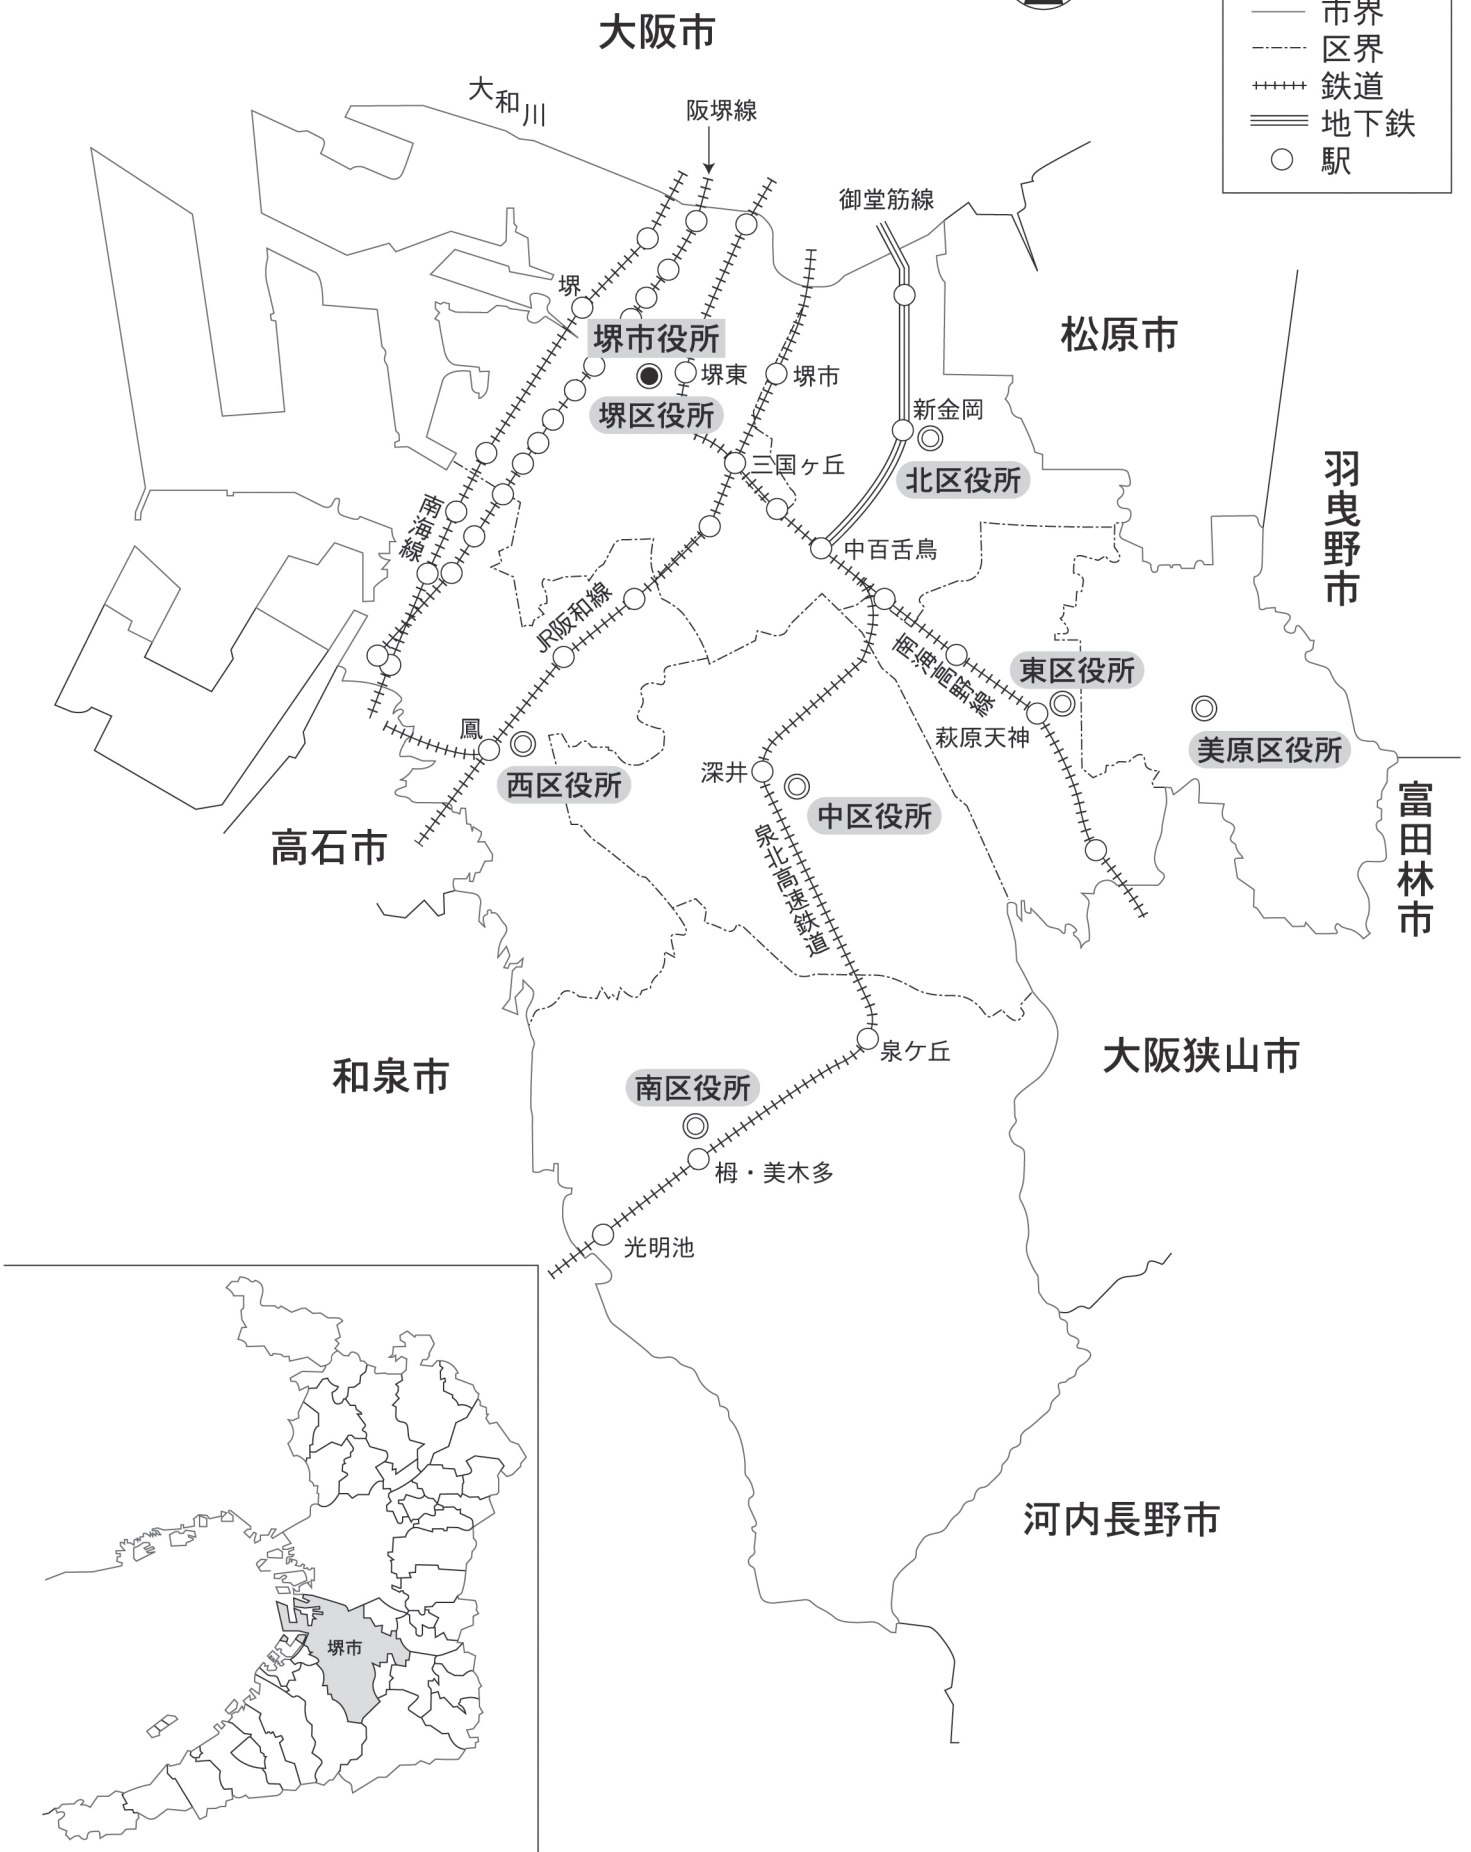 大阪市
市界
区界
鉄道
地下鉄
駅
大和川
阪堺線
御堂筋線
堺
松原市
堺市役所
堺東
堺市
堺区役所
新金岡
三国ヶ丘
北区役所
羽曳野市
南海線
中百舌鳥
JR阪和線
南海高野線
東区役所
萩原天神
美原区役所
鳳
西区役所
深井
中区役所
高石市
富田林市
泉北高速鉄道
和泉市
泉ケ丘
大阪狭山市
南区役所
栂・美木多
光明池
河内長野市
堺市